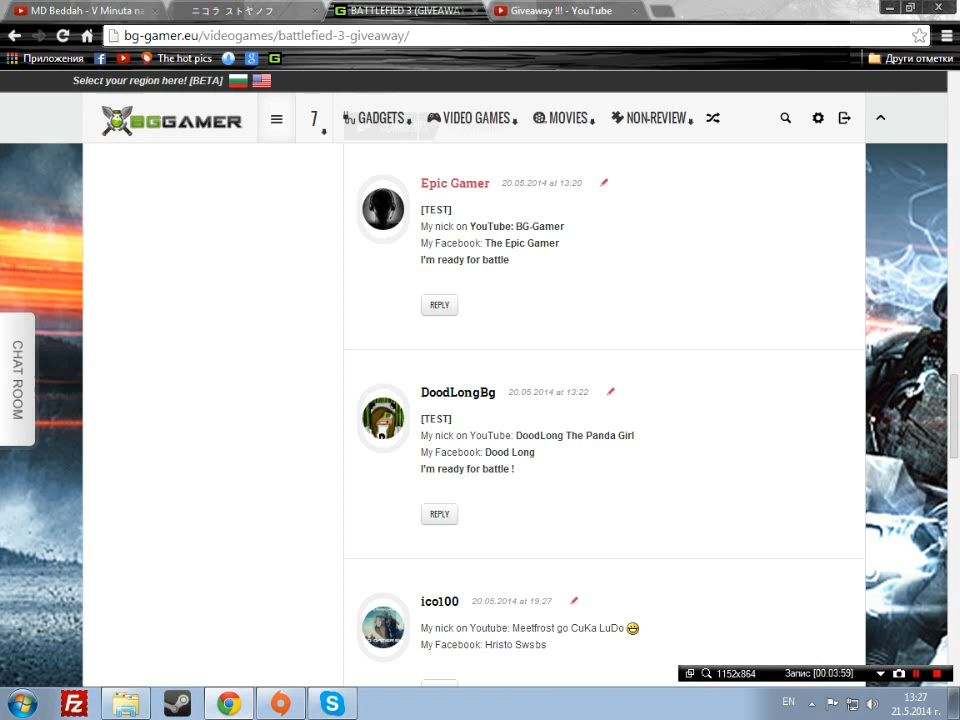 MD Beddah - V Minuta na
ニコラ ストヤノフ
BATTLEFIED 3 (GIVEAWA
Giveaway !!! - YouTube
bg-gamer.eu/videogames/battlefied-3-giveaway/
Приложения
The hot pics
Други отметки
Select your region here! [BETA]
BGGAMER
7
GADGETS
VIDEO GAMES
MOVIES
NON-REVIEW
Epic Gamer 20.05.2014 at 13:20
[TEST]
My nick on YouTube: BG-Gamer
My Facebook: The Epic Gamer
I'm ready for battle
REPLY
CHAT ROOM
DoodLongBg 20.05.2014 at 13:22
[TEST]
My nick on YouTube: DoodLong The Panda Girl
My Facebook: Dood Long
I'm ready for battle !
REPLY
ico100 20.05.2014 at 19:27
My nick on Youtube: Meetfrost go CuKa LuDo
My Facebook: Hristo Swsbs
1152x864 Запис [00:03:59]
EN
13:27
21.5.2014 г.